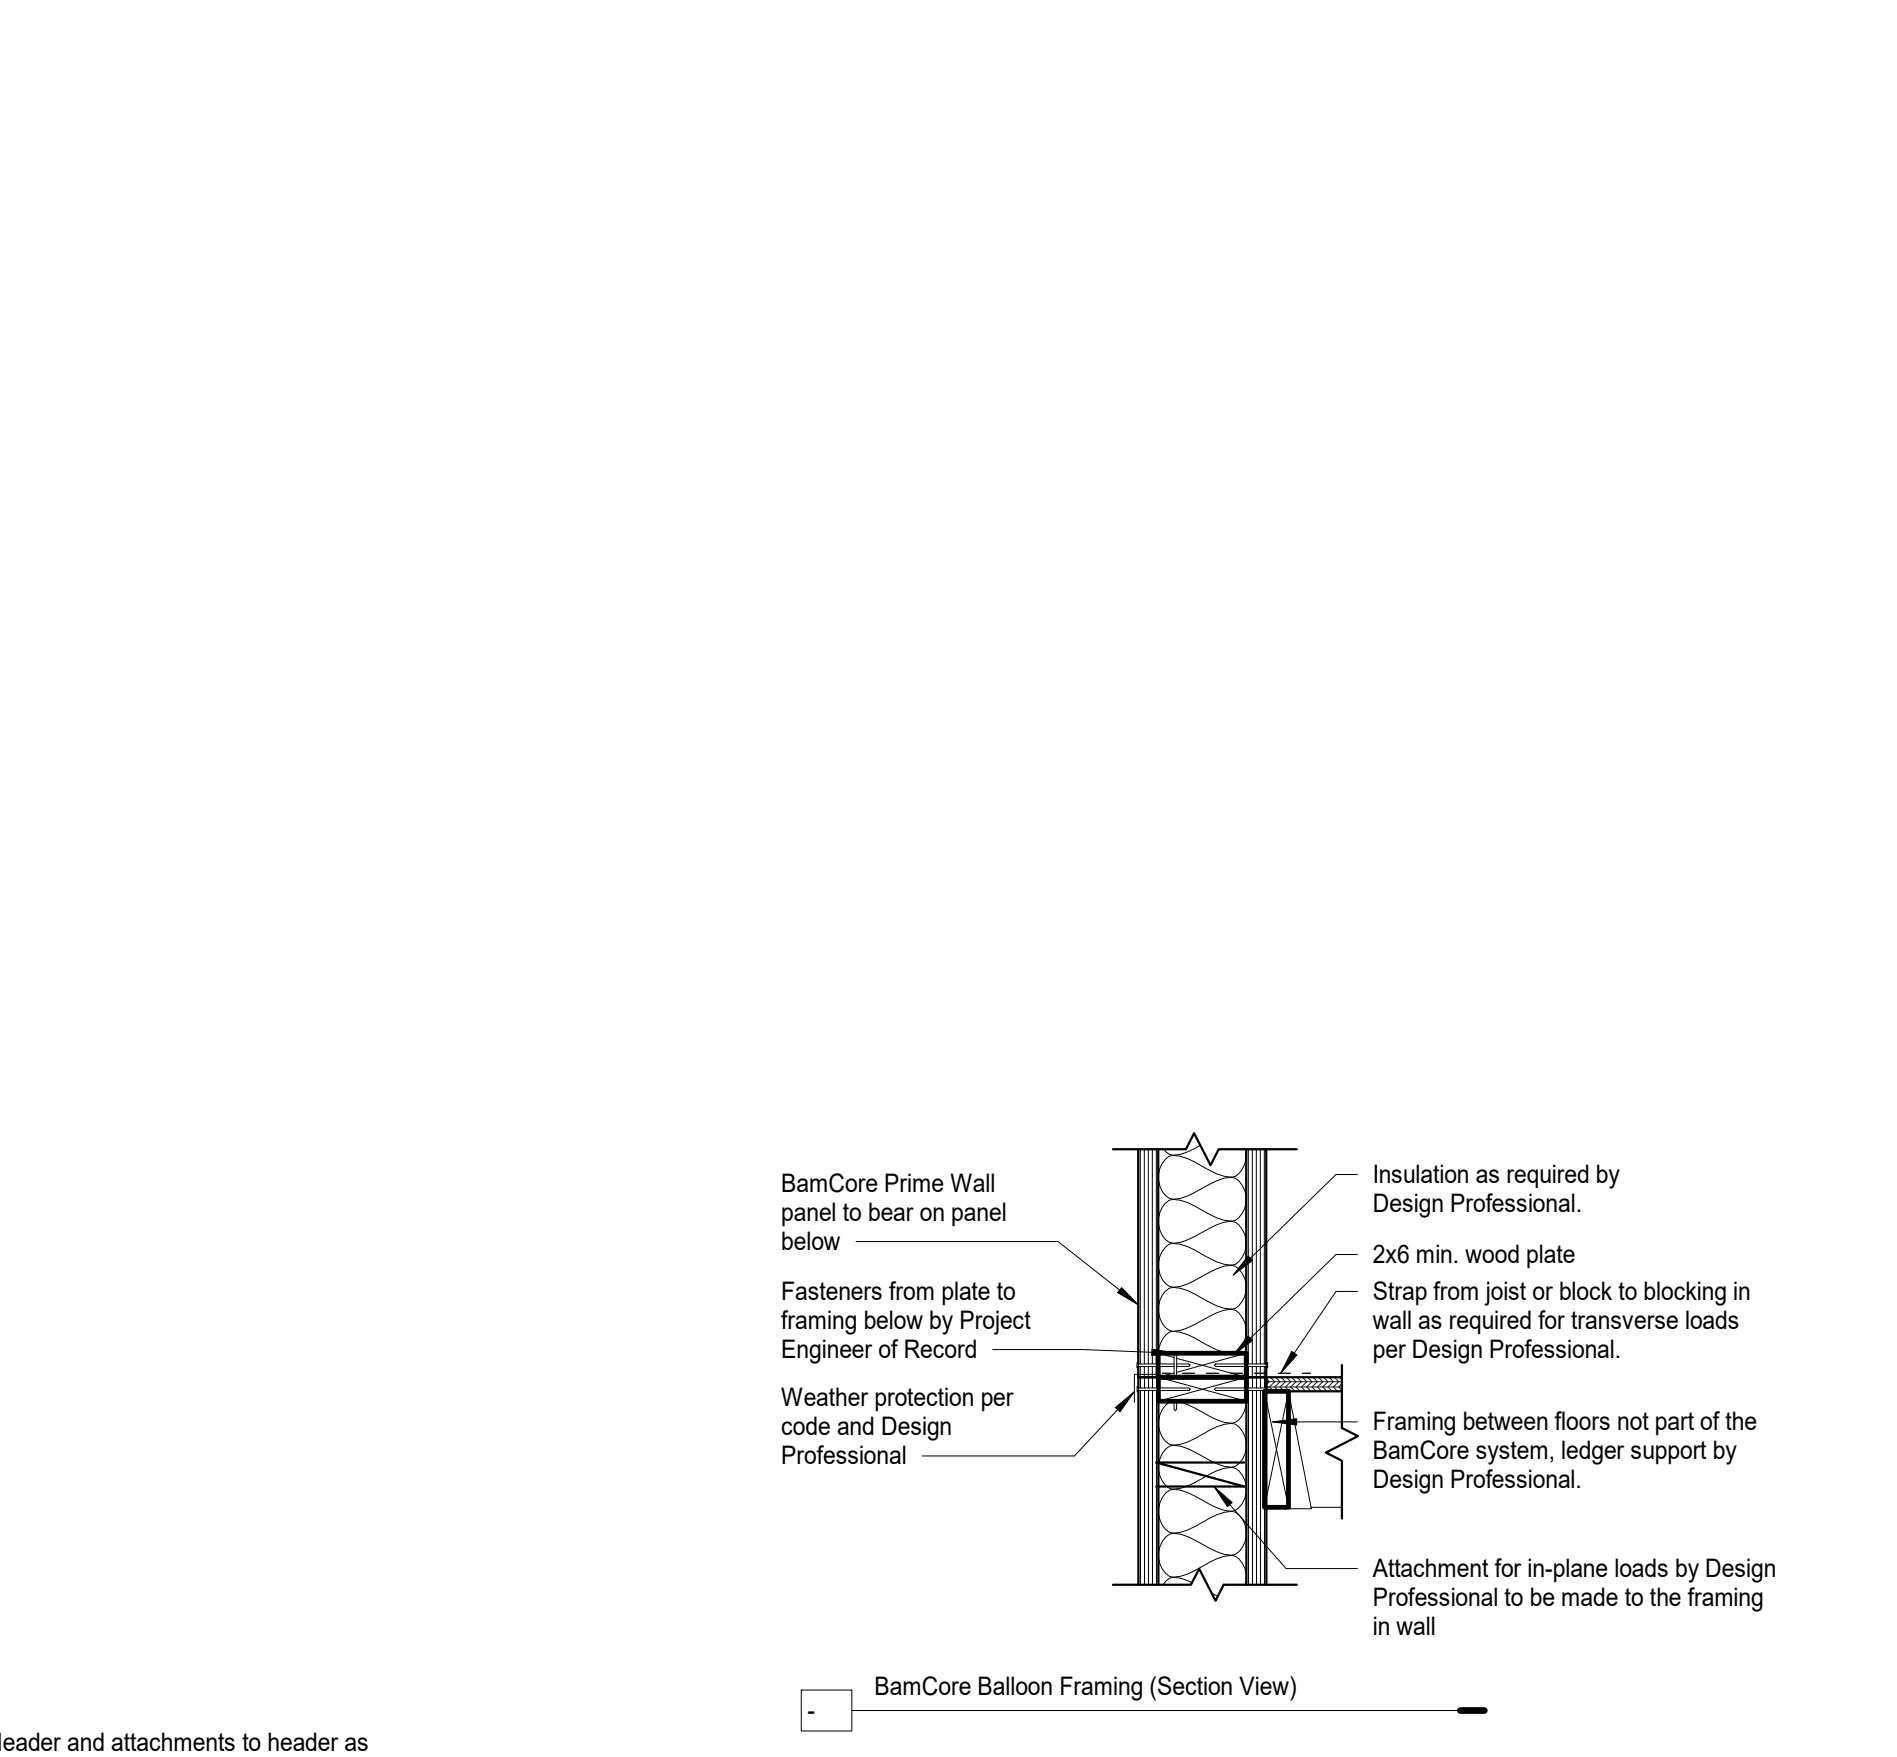 BamCore Prime Wall
panel to bear on panel
below
Fasteners from plate to
framing below by Project
Engineer of Record
Weather protection per
code and Design
Professional
Insulation as required by
Design Professional.
2x6 min. wood plate
Strap from joist or block to blocking in
wall as required for transverse loads
per Design Professional.
Framing between floors not part of the
BamCore system, ledger support by
Design Professional.
Attachment for in-plane loads by Design
Professional to be made to the framing
in wall
BamCore Balloon Framing (Section View)
-
and attachments to header as